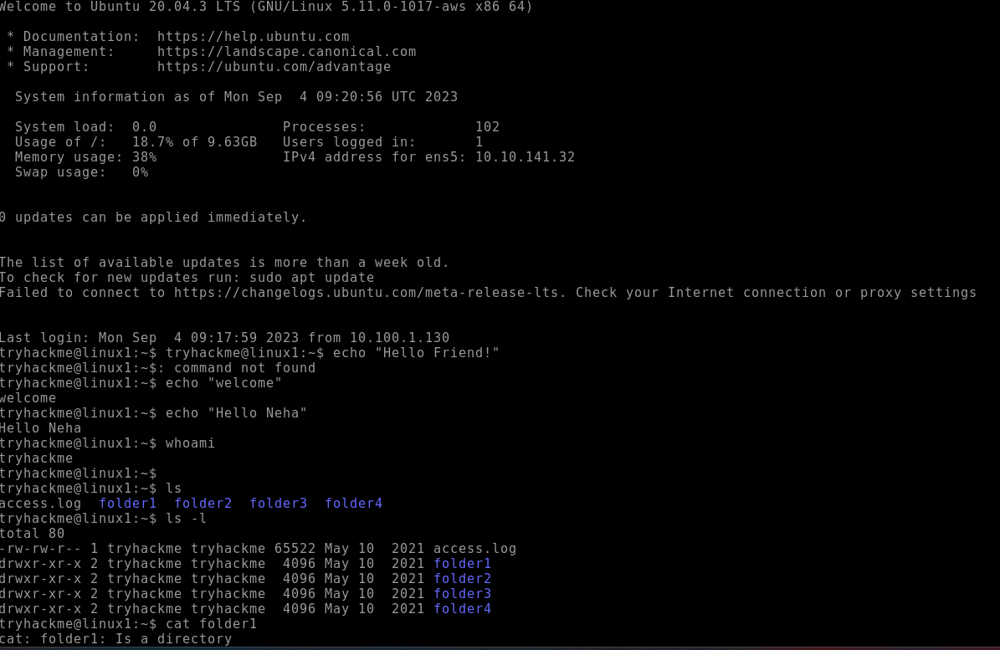 Welcome to Ubuntu 20.04.3 LTS (GNU/Linux 5.11.0-1017-aws x86 64)
 * Documentation:  https://help.ubuntu.com
 * Management:     https://landscape.canonical.com
 * Support:        https://ubuntu.com/advantage
  System information as of Mon Sep  4 09:20:56 UTC 2023
  System load:  0.0               Processes:             102
  Usage of /:   18.7% of 9.63GB   Users logged in:       1
  Memory usage: 38%               IPv4 address for ens5: 10.10.141.32
  Swap usage:   0%
0 updates can be applied immediately.
The list of available updates is more than a week old.
To check for new updates run: sudo apt update
Failed to connect to https://changelogs.ubuntu.com/meta-release-lts. Check your Internet connection or proxy settings
Last login: Mon Sep  4 09:17:59 2023 from 10.100.1.130
tryhackme@linux1:~$ tryhackme@linux1:~$ echo "Hello Friend!"
tryhackme@linux1:~$: command not found
tryhackme@linux1:~$ echo "welcome"
welcome
tryhackme@linux1:~$ echo "Hello Neha"
Hello Neha
tryhackme@linux1:~$ whoami
tryhackme
tryhackme@linux1:~$
tryhackme@linux1:~$ ls
access.log  folder1  folder2  folder3  folder4
tryhackme@linux1:~$ ls -l
total 80
-rw-rw-r-- 1 tryhackme tryhackme 65522 May 10  2021 access.log
drwxr-xr-x 2 tryhackme tryhackme  4096 May 10  2021 folder1
drwxr-xr-x 2 tryhackme tryhackme  4096 May 10  2021 folder2
drwxr-xr-x 2 tryhackme tryhackme  4096 May 10  2021 folder3
drwxr-xr-x 2 tryhackme tryhackme  4096 May 10  2021 folder4
tryhackme@linux1:~$ cat folder1
cat: folder1: Is a directory